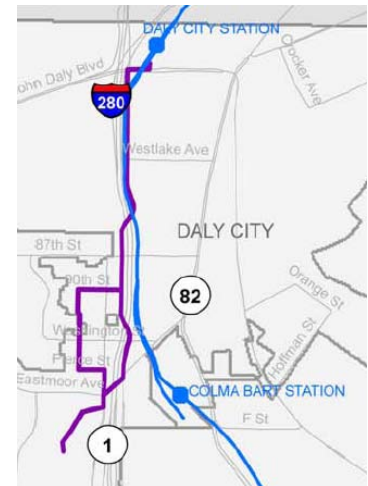 DALY CITY STATION
ohn Daly Blvd
Crocker Ave
280
Westlake Ave
DALY CITY
87th St
90th St
82
Orange St
Washington St
Hoffman St
Pierce St
Eastmoor Ave
COLMA BART STATION
F St
1